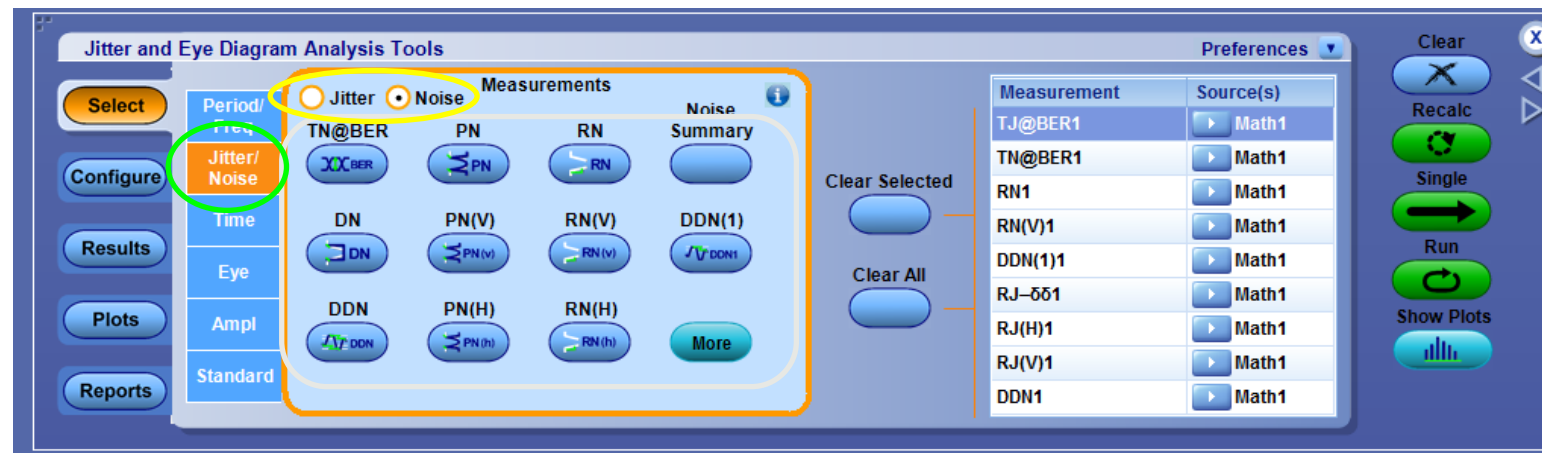 Jitter and Eye Diagram Analysis Tools
Preferences
Clear
X
Select
Configure
Results
Plots
Reports
Period/
Freq
Jitter/
Noise
Time
Eye
Ampl
Standard
Jitter
Noise
Measurements
i
TN@BER
PN
RN
Noise
Summary
BER
PN
RN
DN
PN(V)
RN(V)
DDN(1)
DN
PN(v)
RN(v)
DDN1
DDN
PN(H)
RN(H)
DDN
PN(h)
RN(h)
More
Clear Selected
Clear All
Measurement Source(s)
TJ@BER1 Math1
TN@BER1 Math1
RN1 Math1
RN(V)1 Math1
DDN(1)1 Math1
RJ–δδ1 Math1
RJ(H)1 Math1
RJ(V)1 Math1
DDN1 Math1
Recalc
Single
Run
Show Plots